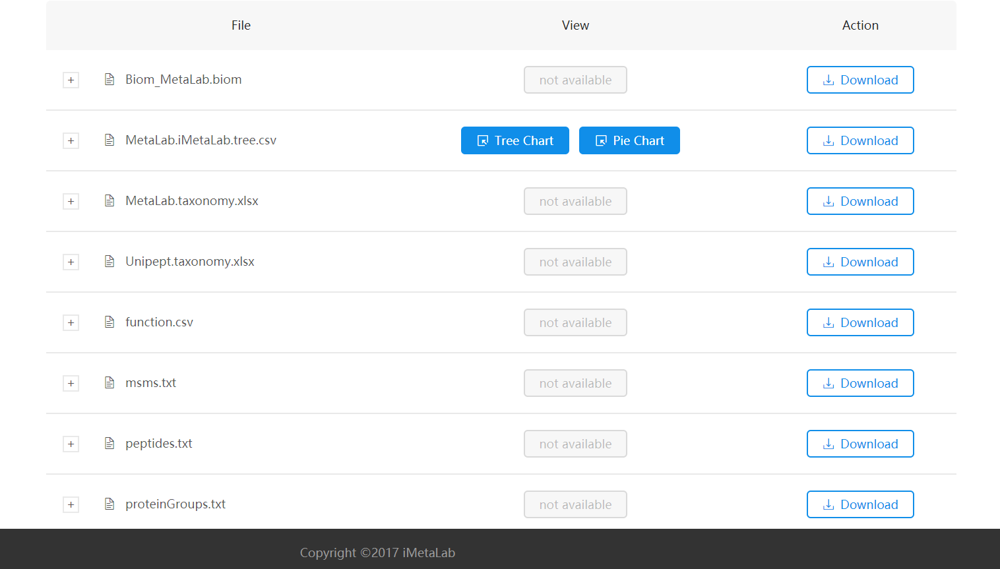 File View Action
+ Biom_MetaLab.biom not available Download
+ MetaLab.iMetaLab.tree.csv Tree Chart Pie Chart Download
+ MetaLab.taxonomy.xlsx not available Download
+ Unipept.taxonomy.xlsx not available Download
+ function.csv not available Download
+ msms.txt not available Download
+ peptides.txt not available Download
+ proteinGroups.txt not available Download
Copyright ©2017 iMetaLab